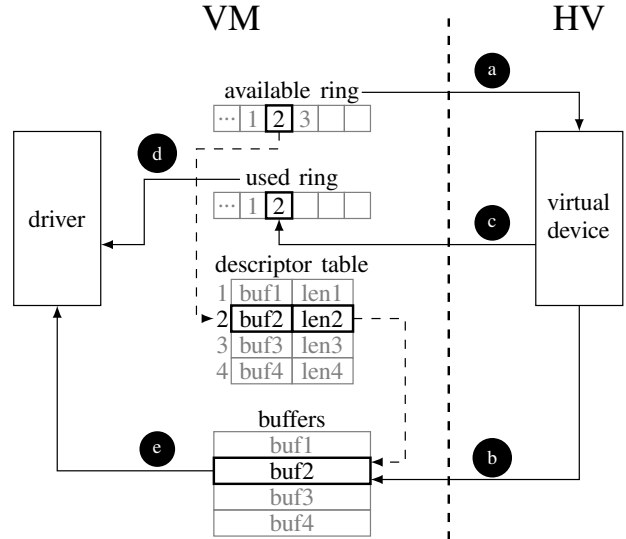 VM HV
a
available ring
... 1 2 3
d
used ring
... 1 2
driver
virtual
device
c
descriptor table
1 buf1 len1
2 buf2 len2
3 buf3 len3
4 buf4 len4
buffers
buf1
e
buf2
b
buf3
buf4